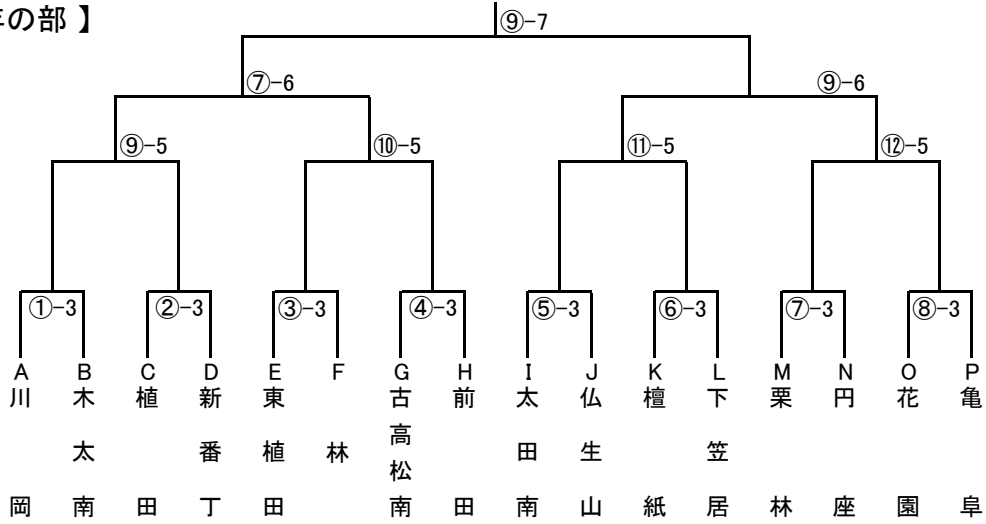 の部 】
⑨-7
⑦-6
⑨-6
⑨-5
⑩-5
⑪-5
⑫-5
①-3
②-3
③-3
④-3
⑤-3
⑥-3
⑦-3
⑧-3
A
川岡
B
木太南
C
植田
D
新番丁
E
東植田
F
林
G
古高松南
H
前田
I
太田南
J
仏生山
K
檀紙
L
下笠居
M
栗林
N
円座
O
花園
P
亀阜